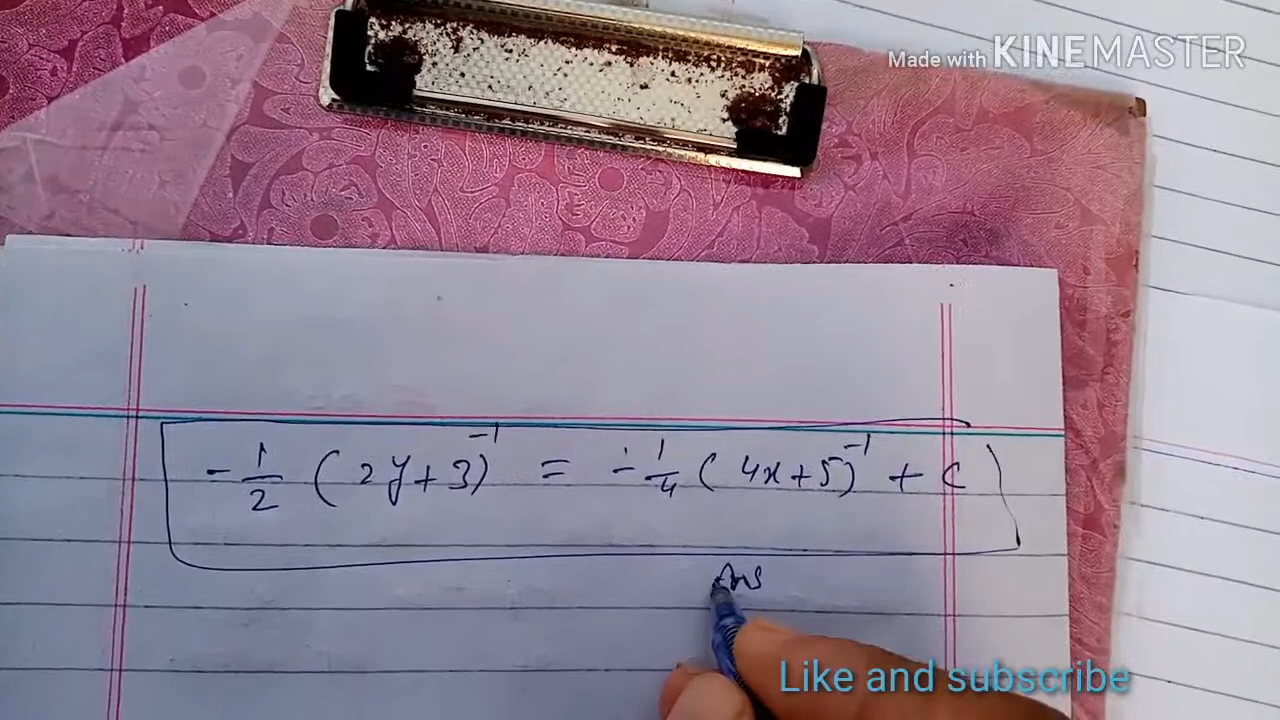 Made with KINEMASTER
-1/2 (2y+3)^-1 = -1/4 (4x+5)^-1 + C
Ans
Like and subscribe